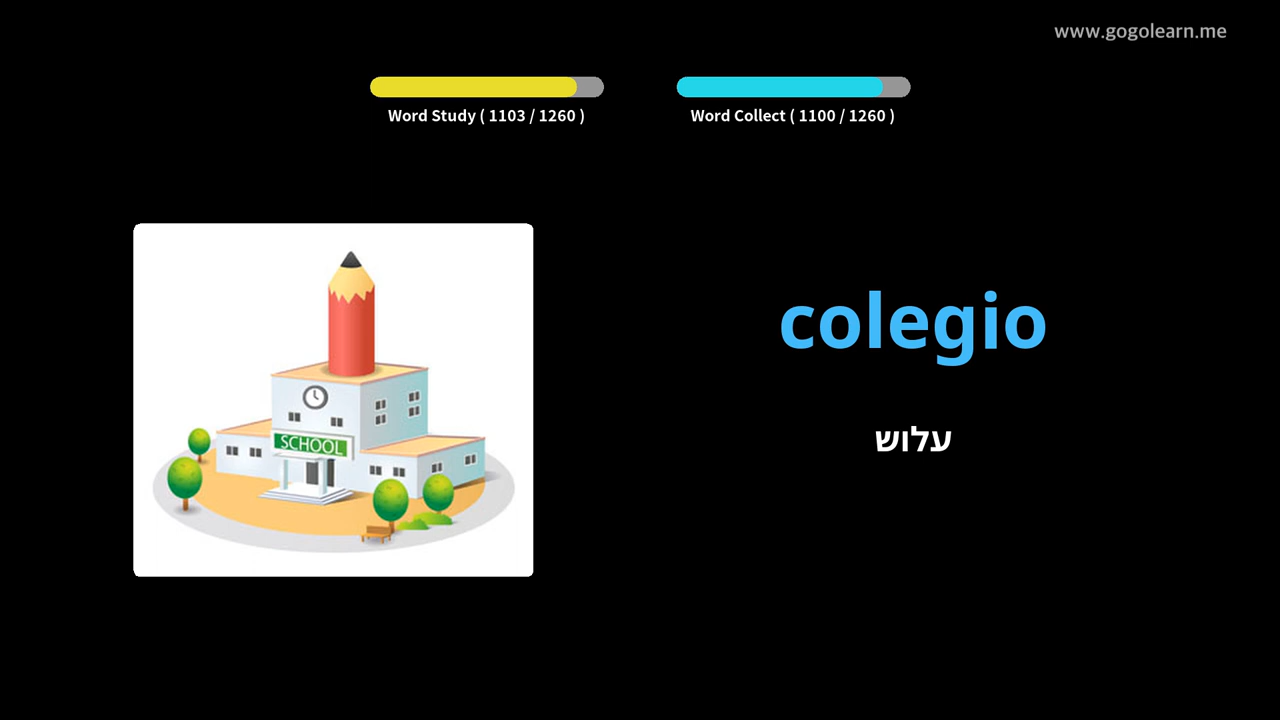 www.gogolearn.me
Word Study ( 1103 / 1260 )
Word Collect ( 1100 / 1260 )
SCHOOL
colegio
עלוש